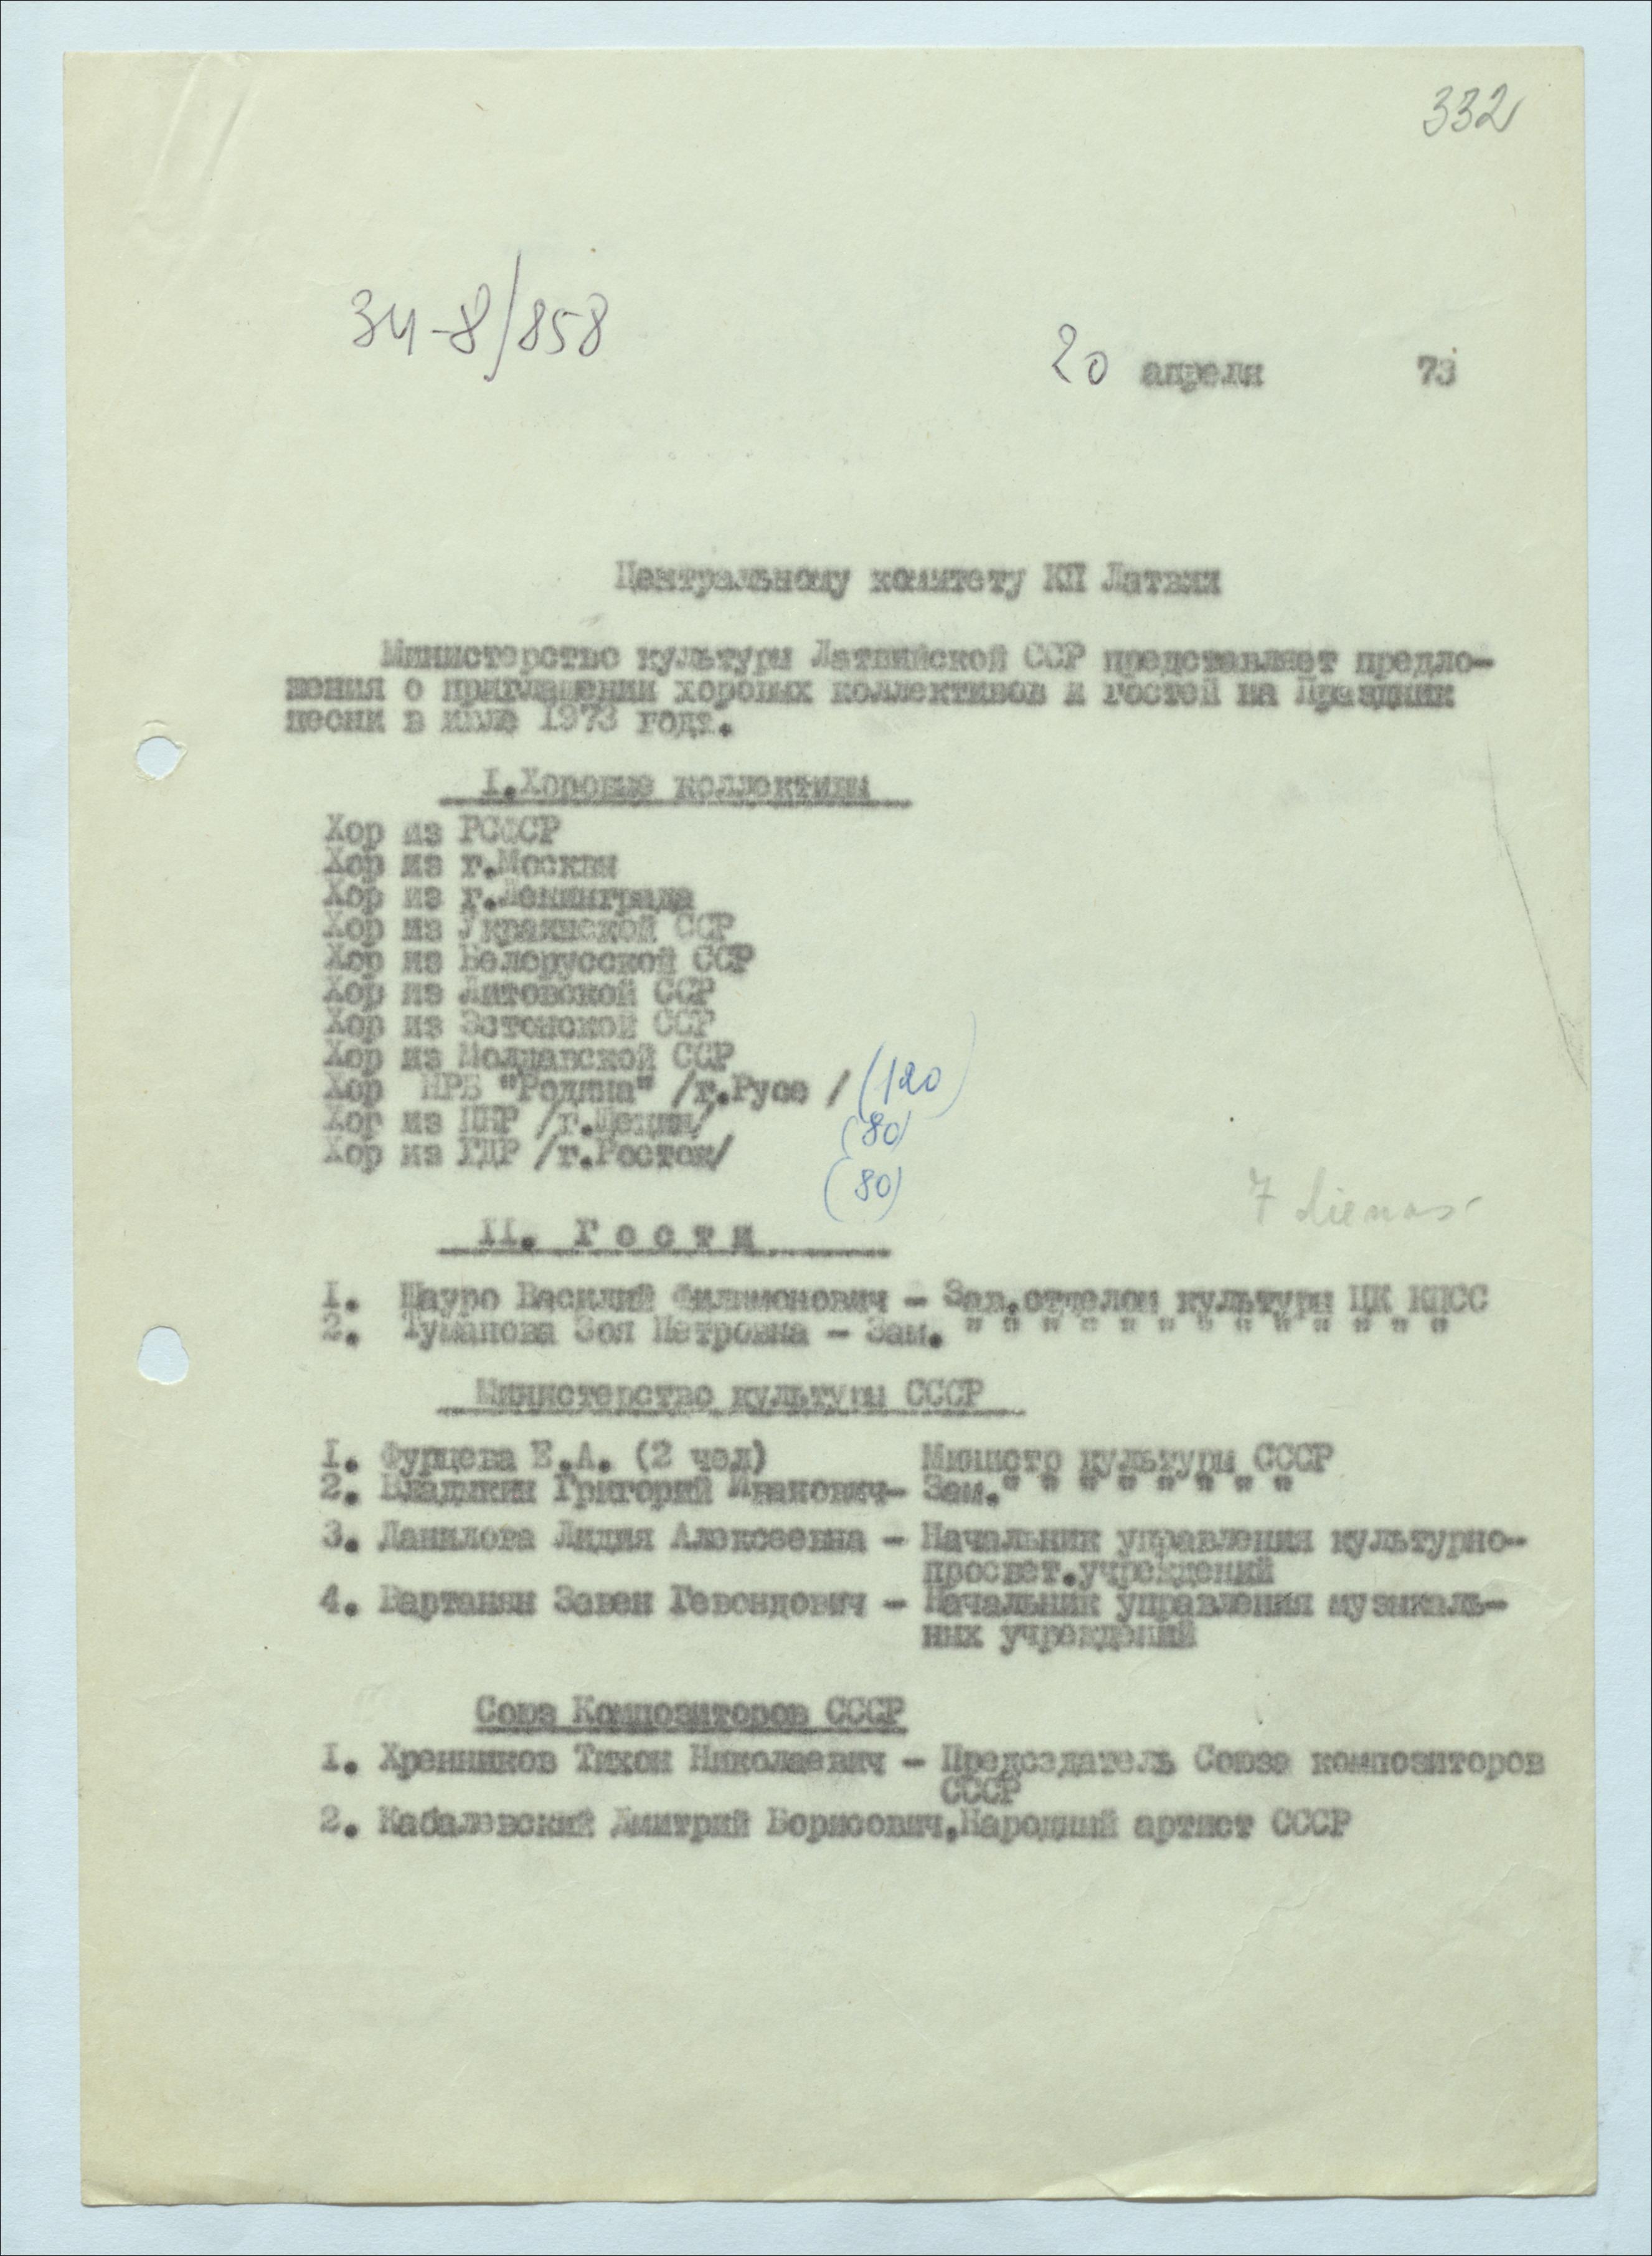 332
34-8/858
20 апреля 73
Центральному комитету КП Латвии
Министерство культуры Латвийской ССР представляет предло-
жения о приглашении хоровых коллективов и гостей на Праздник
песни в июле 1973 года.
I.Хоровые коллективы
Хор из РСФСР
Хор из г.Москвы
Хор из г.Ленинграда
Хор из Украинской ССР
Хор из Белорусской ССР
Хор из Литовской ССР
Хор из Эстонской ССР
Хор из Молдавской ССР
Хор НРБ "Родина" /г.Русе / (120)
Хор из ПНР /г.Щецин/ (80)
Хор из ГДР /г.Росток/ (80)
7 dienas
II. Г о с т и
I. Шауро Василий Филимонович - Зав.отделом культуры ЦК КПСС
2. Туманова Зоя Петровна - Зам. " " " " " " " " " " " " "
Министерство культуры СССР
I. Фурцева Е.А. (2 чел) Министр культуры СССР
2. Владыкин Григорий Иванович- Зам." " " " " " " "
3. Данилова Лидия Алексеевна - Начальник управления культурно-
просвет.учреждений
4. Вартанян Завен Гевондович - Начальник управления музыкаль-
ных учреждений
Союз Композиторов СССР
I. Хренников Тихон Николаевич - Председатель Союза композиторов
СССР
2. Кабалевский Дмитрий Борисович,Народный артист СССР